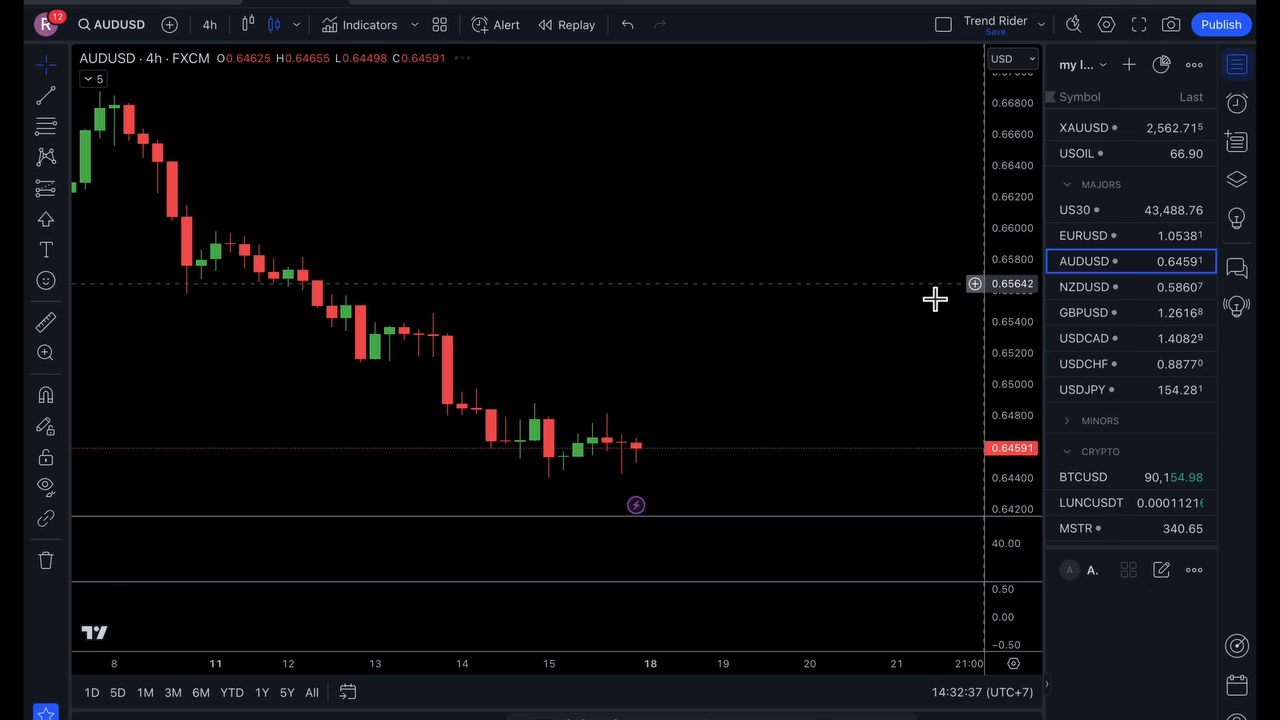 R 12 AUDUSD 4h Indicators Alert Replay Trend Rider Save Publish
AUDUSD · 4h · FXCM O0.64625 H0.64655 L0.64498 C0.64591
5
USD
0.66800
0.66600
0.66400
0.66200
0.66000
0.65800
0.65642
0.65400
0.65200
0.65000
0.64800
0.64591
0.64400
0.64200
40.00
0.50
0.00
−0.50
8 11 12 13 14 15 18 19 20 21 21:00
1D 5D 1M 3M 6M YTD 1Y 5Y All 14:32:37 (UTC+7)
my l...
Symbol Last
XAUUSD 2,562.715
USOIL 66.90
MAJORS
US30 43,488.76
EURUSD 1.05381
AUDUSD 0.64591
NZDUSD 0.58607
GBPUSD 1.26168
USDCAD 1.40829
USDCHF 0.88770
USDJPY 154.281
MINORS
CRYPTO
BTCUSD 90,154.98
LUNCUSDT 0.0001121
MSTR 340.65
A A.